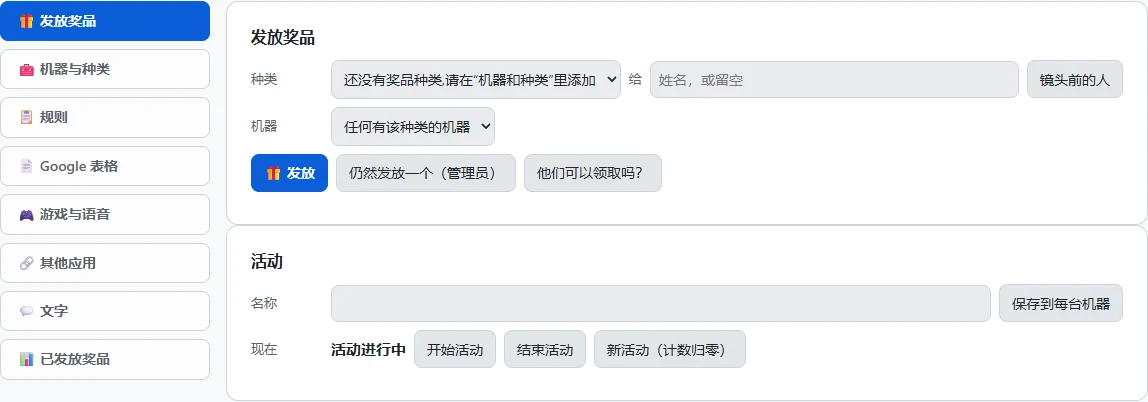 发放奖品
机器与种类
规则
Google 表格
游戏与语音
其他应用
文字
已发放奖品
发放奖品
种类 还没有奖品种类,请在“机器和种类”里添加 给 姓名，或留空 镜头前的人
机器 任何有该种类的机器
发放 仍然发放一个（管理员） 他们可以领取吗？
活动
名称 保存到每台机器
现在 活动进行中 开始活动 结束活动 新活动（计数归零）